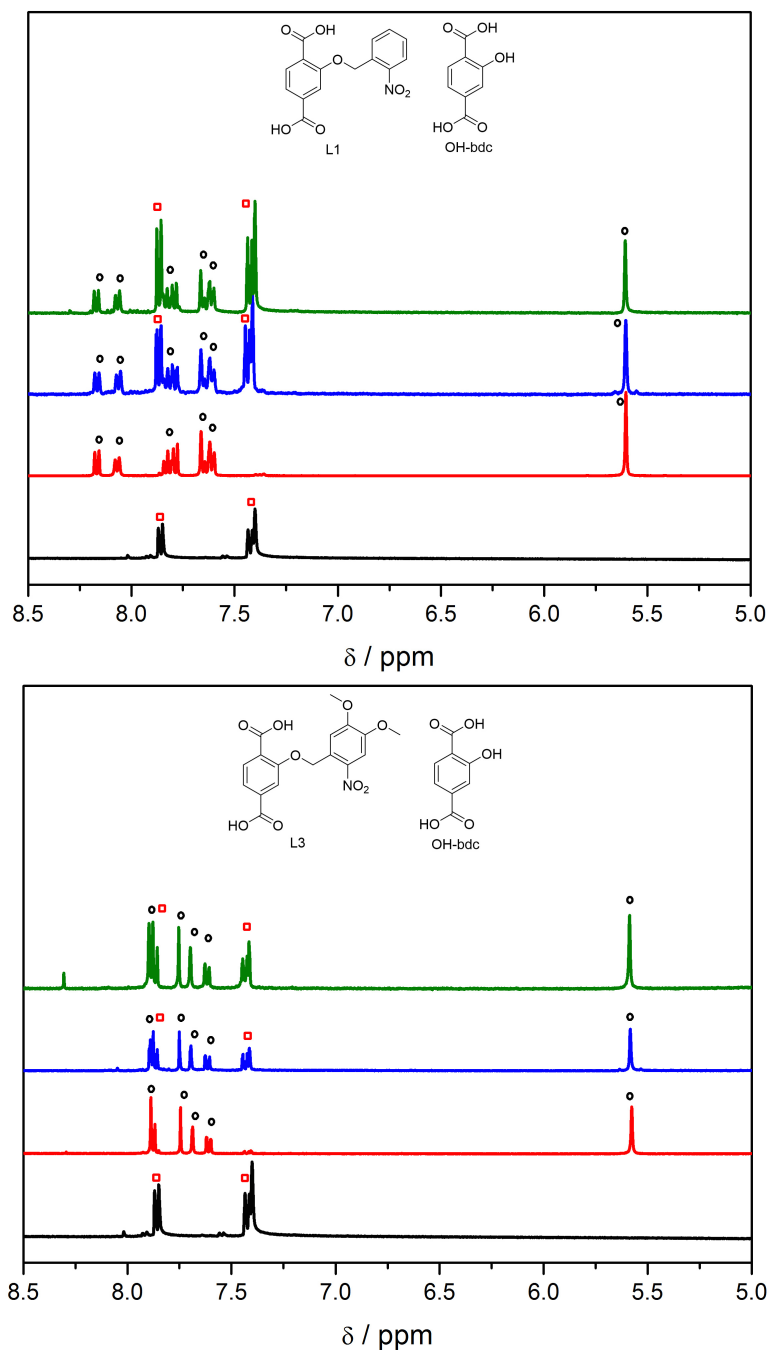 O
OH
O
NO₂
HO
O
L1
O
OH
OH
HO
O
OH-bdc
8.5 8.0 7.5 7.0 6.5 6.0 5.5 5.0
δ / ppm
O
O
O
OH
O
NO₂
HO
O
L3
O
OH
OH
HO
O
OH-bdc
8.5 8.0 7.5 7.0 6.5 6.0 5.5 5.0
δ / ppm